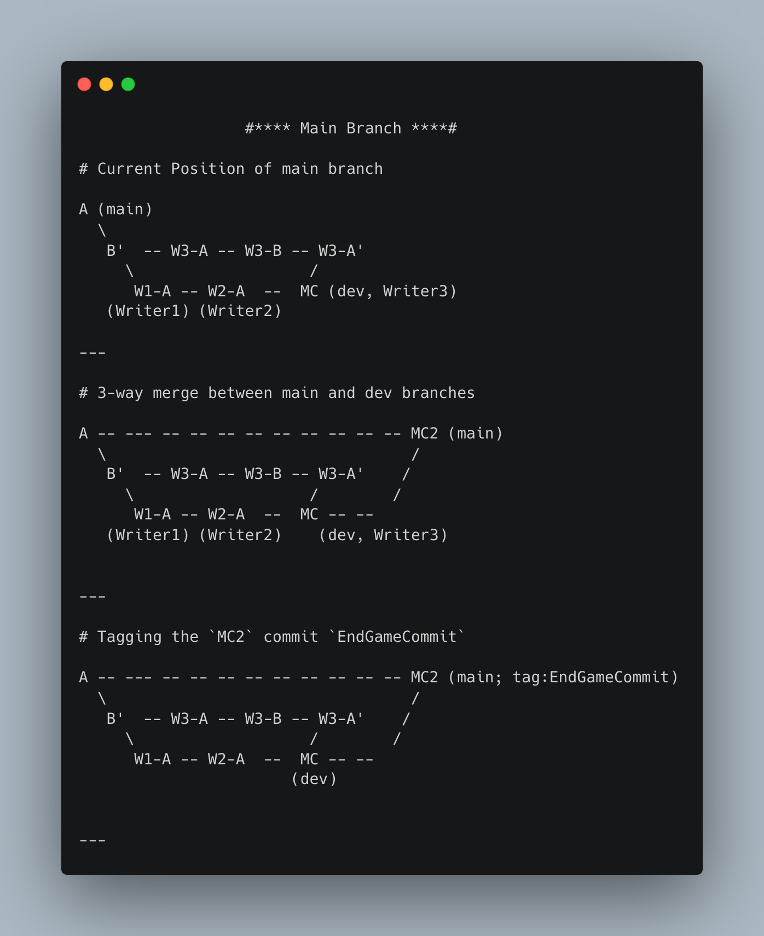 #**** Main Branch ****#
# Current Position of main branch
A (main)
\
B'  -- W3-A -- W3-B -- W3-A'
\                   /
W1-A -- W2-A  --  MC (dev, Writer3)
(Writer1) (Writer2)
---
# 3-way merge between main and dev branches
A -- --- -- -- -- -- -- -- -- -- -- MC2 (main)
\                                 /
B'  -- W3-A -- W3-B -- W3-A'    /
\                   /        /
W1-A -- W2-A  --  MC -- --
(Writer1) (Writer2)    (dev, Writer3)
---
# Tagging the `MC2` commit `EndGameCommit`
A -- --- -- -- -- -- -- -- -- -- -- MC2 (main; tag:EndGameCommit)
\                                 /
B'  -- W3-A -- W3-B -- W3-A'    /
\                   /        /
W1-A -- W2-A  --  MC -- --
(dev)
---